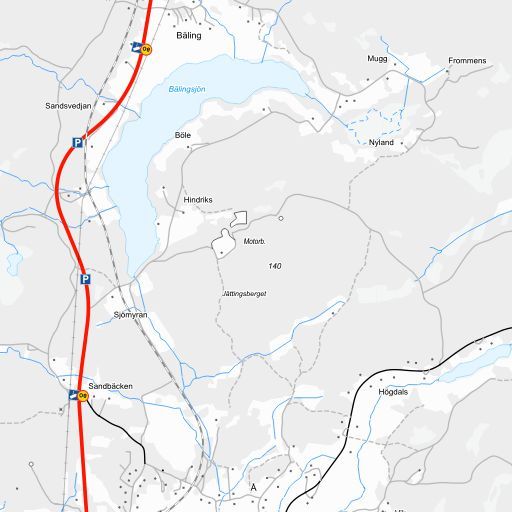 Bäling
Mugg
Frommens
Bälingsjön
Sandsvedjan
P
Böle
Nyland
Hindriks
Motorb.
140
P
Jättingsberget
Sjömyran
Sandbäcken
Högdals
Å